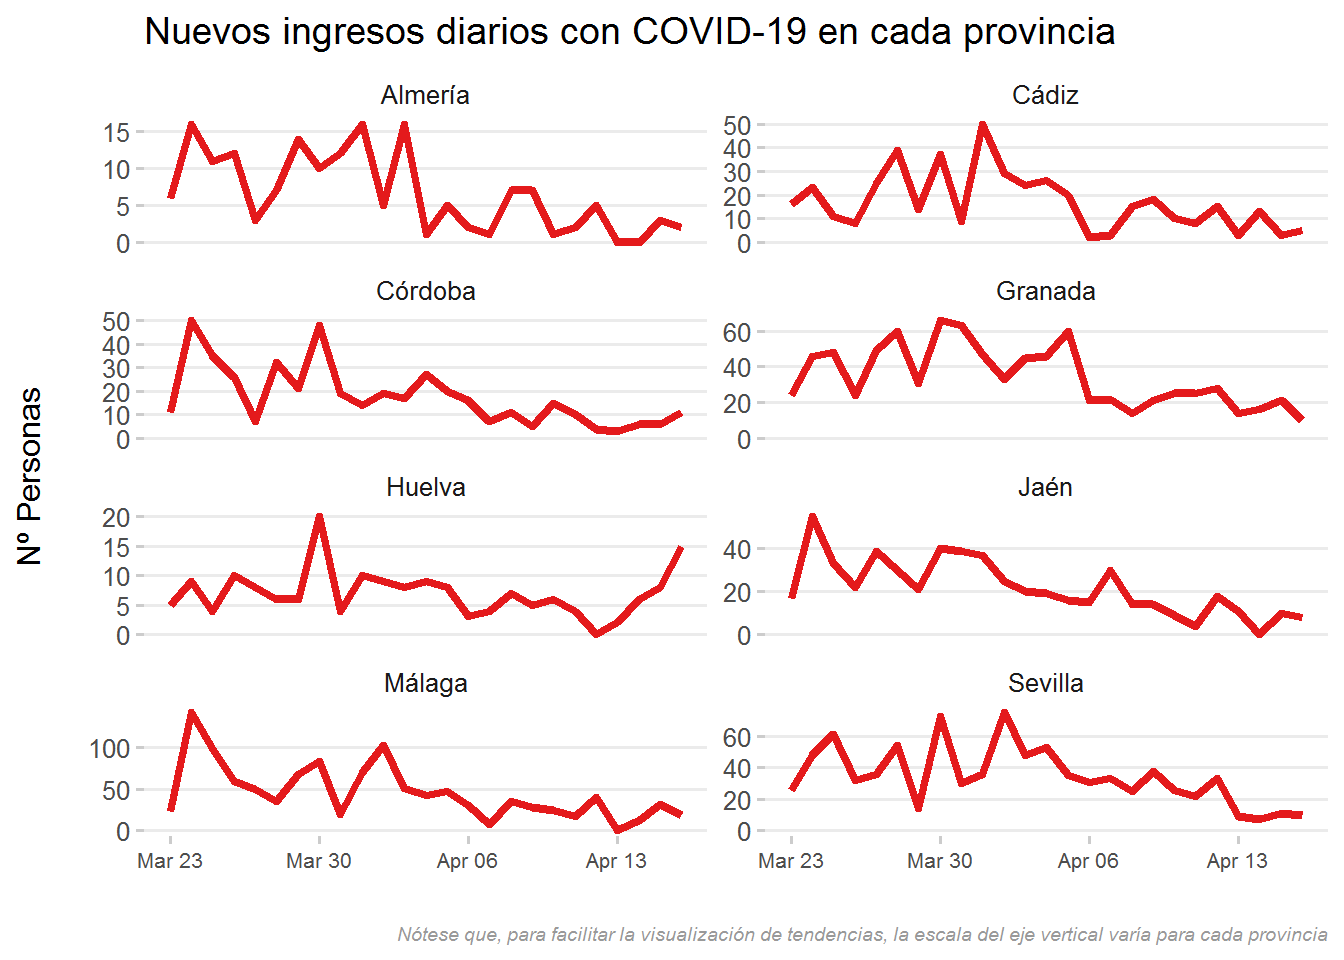 Nuevos ingresos diarios con COVID-19 en cada provincia
Nº Personas
Almería
15
10
5
0
Cádiz
50
40
30
20
10
0
Córdoba
50
40
30
20
10
0
Granada
60
40
20
0
Huelva
20
15
10
5
0
Jaén
40
20
0
Málaga
100
50
0
Sevilla
60
40
20
0
Mar 23 Mar 30 Apr 06 Apr 13
Mar 23 Mar 30 Apr 06 Apr 13
Nótese que, para facilitar la visualización de tendencias, la escala del eje vertical varía para cada provincia